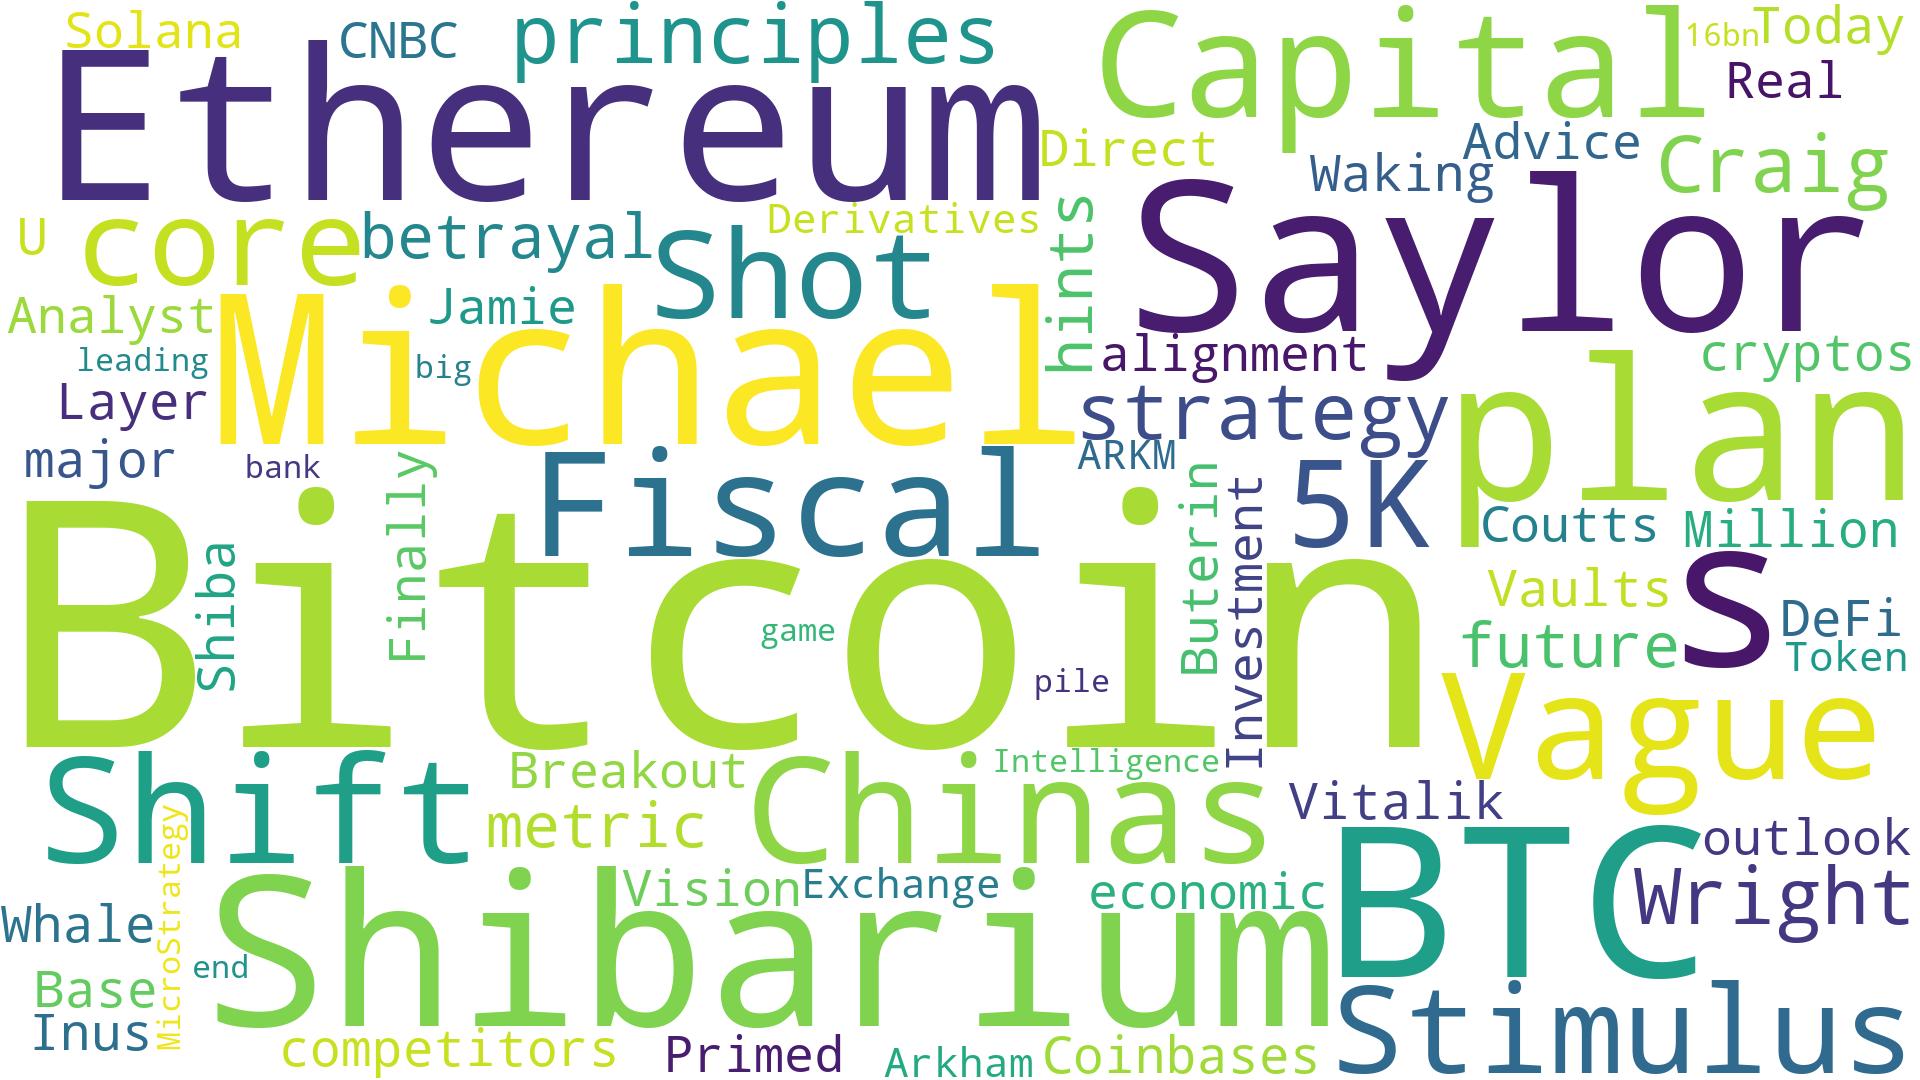 Solana
CNBC
principles
Capital
16bn
Today
Real
Ethereum
Direct
Advice
Waking
Craig
U
core
betrayal
Derivatives
Shot
hints
Saylor
Analyst
Michael
Jamie
leading
big
Layer
alignment
cryptos
strategy
plan
major
bank
Finally
Fiscal
ARKM
Buterin
Investment
5K
Coutts
Million
Bitcoin
Shiba
game
pile
Vaults
s
DeFi
future
Token
Vague
Shift
Breakout
metric
Chinas
Intelligence
Vitalik
BTC
outlook
MicroStrategy
Whale
Shibarium
Vision
Exchange
economic
Wright
end
Base
Inus
competitors
Primed
Arkham
Coinbases
Stimulus